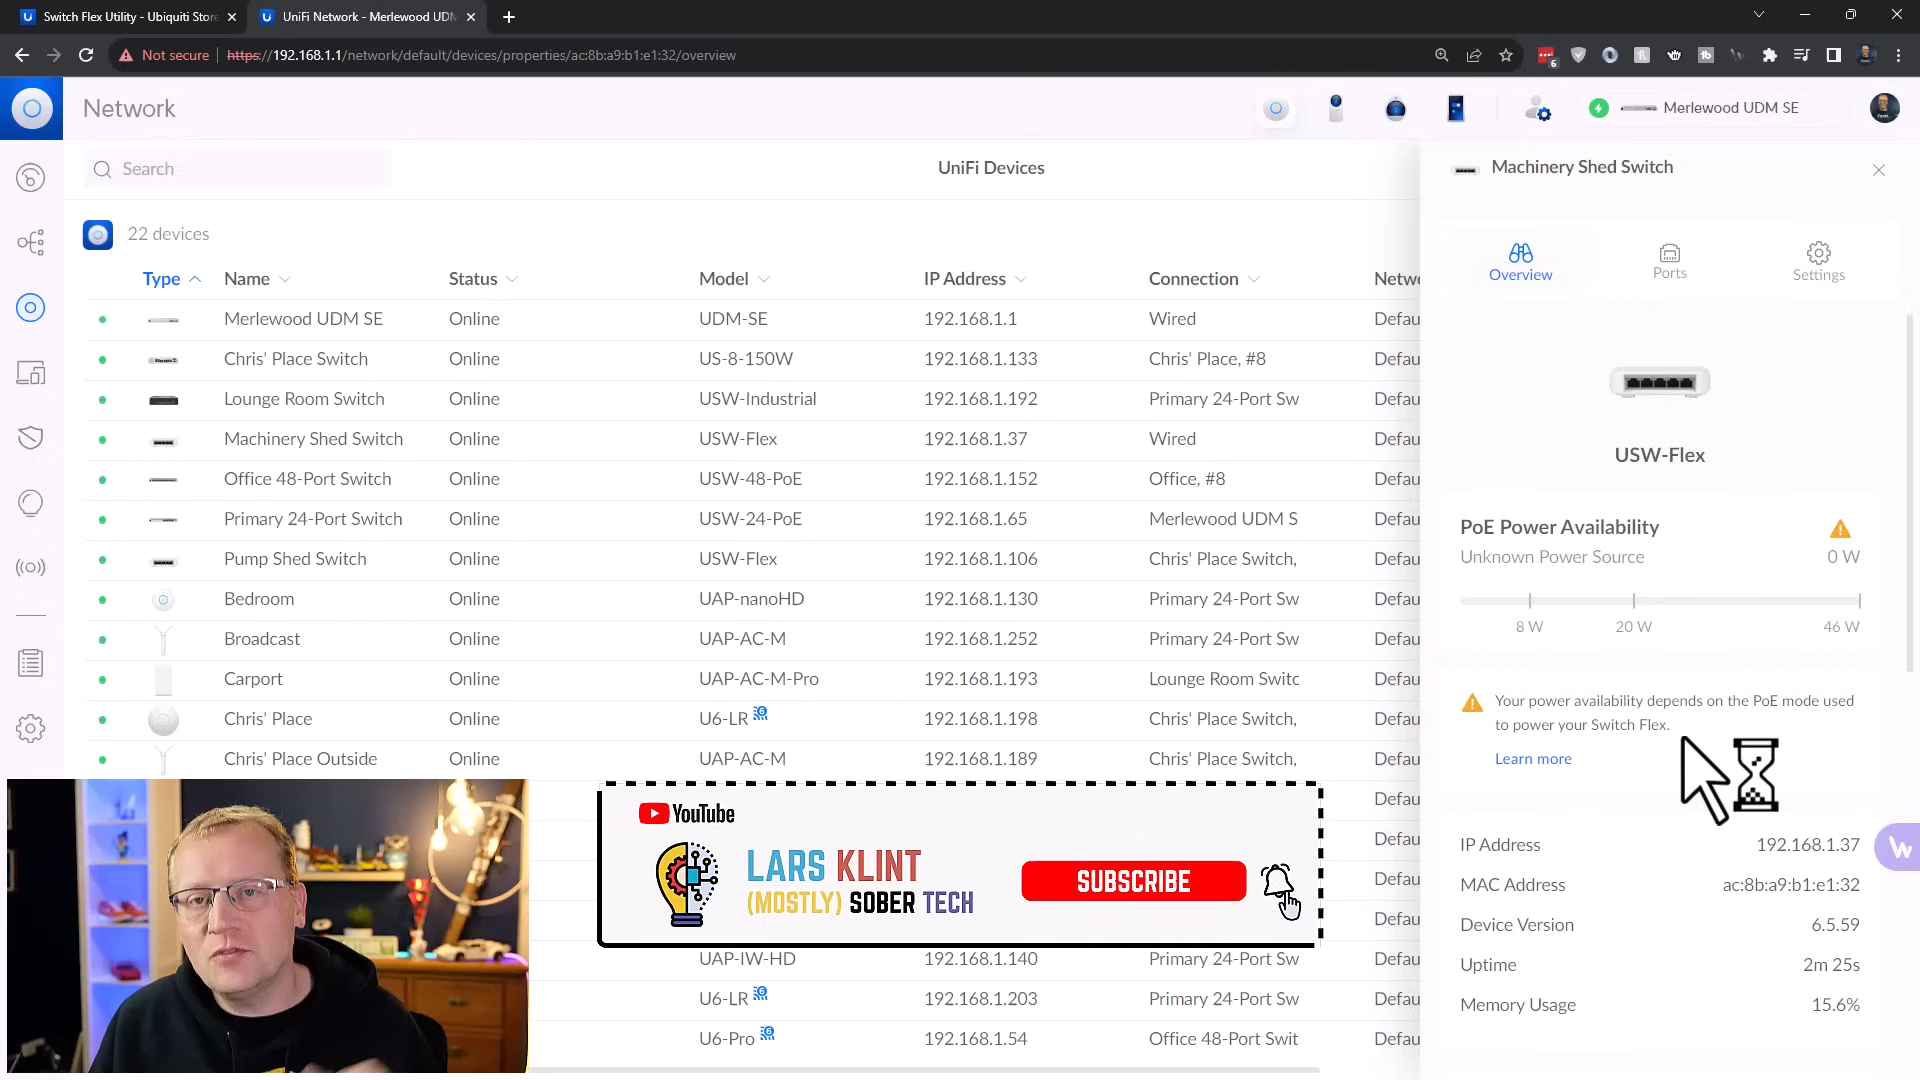 Switch Flex Utility - Ubiquiti Store
UniFi Network - Merlewood UDM
Not secure
https://192.168.1.1/network/default/devices/properties/ac:8b:a9:b1:e1:32/overview
6
Network
Merlewood UDM SE
Search
UniFi Devices
22 devices
Type Name Status Model IP Address Connection Netwo
Merlewood UDM SE Online UDM-SE 192.168.1.1 Wired Defau
Chris' Place Switch Online US-8-150W 192.168.1.133 Chris' Place, #8 Defau
Lounge Room Switch Online USW-Industrial 192.168.1.192 Primary 24-Port Sw Defau
Machinery Shed Switch Online USW-Flex 192.168.1.37 Wired Defau
Office 48-Port Switch Online USW-48-PoE 192.168.1.152 Office, #8 Defau
Primary 24-Port Switch Online USW-24-PoE 192.168.1.65 Merlewood UDM S Defau
Pump Shed Switch Online USW-Flex 192.168.1.106 Chris' Place Switch, Defau
Bedroom Online UAP-nanoHD 192.168.1.130 Primary 24-Port Sw Defau
Broadcast Online UAP-AC-M 192.168.1.252 Primary 24-Port Sw Defau
Carport Online UAP-AC-M-Pro 192.168.1.193 Lounge Room Switc Defau
Chris' Place Online U6-LR 192.168.1.198 Chris' Place Switch, Defau
Chris' Place Outside Online UAP-AC-M 192.168.1.189 Chris' Place Switch, Defau
Defau
Defau
Defau
Defau
UAP-IW-HD 192.168.1.140 Primary 24-Port Sw Defau
U6-LR 192.168.1.203 Primary 24-Port Sw Defau
U6-Pro 192.168.1.54 Office 48-Port Swit Defau
YouTube
LARS KLINT
(MOSTLY) SOBER TECH
SUBSCRIBE
Machinery Shed Switch
Overview
Ports
Settings
USW-Flex
PoE Power Availability
Unknown Power Source 0 W
8 W 20 W 46 W
Your power availability depends on the PoE mode used
to power your Switch Flex.
Learn more
IP Address 192.168.1.37
MAC Address ac:8b:a9:b1:e1:32
Device Version 6.5.59
Uptime 2m 25s
Memory Usage 15.6%